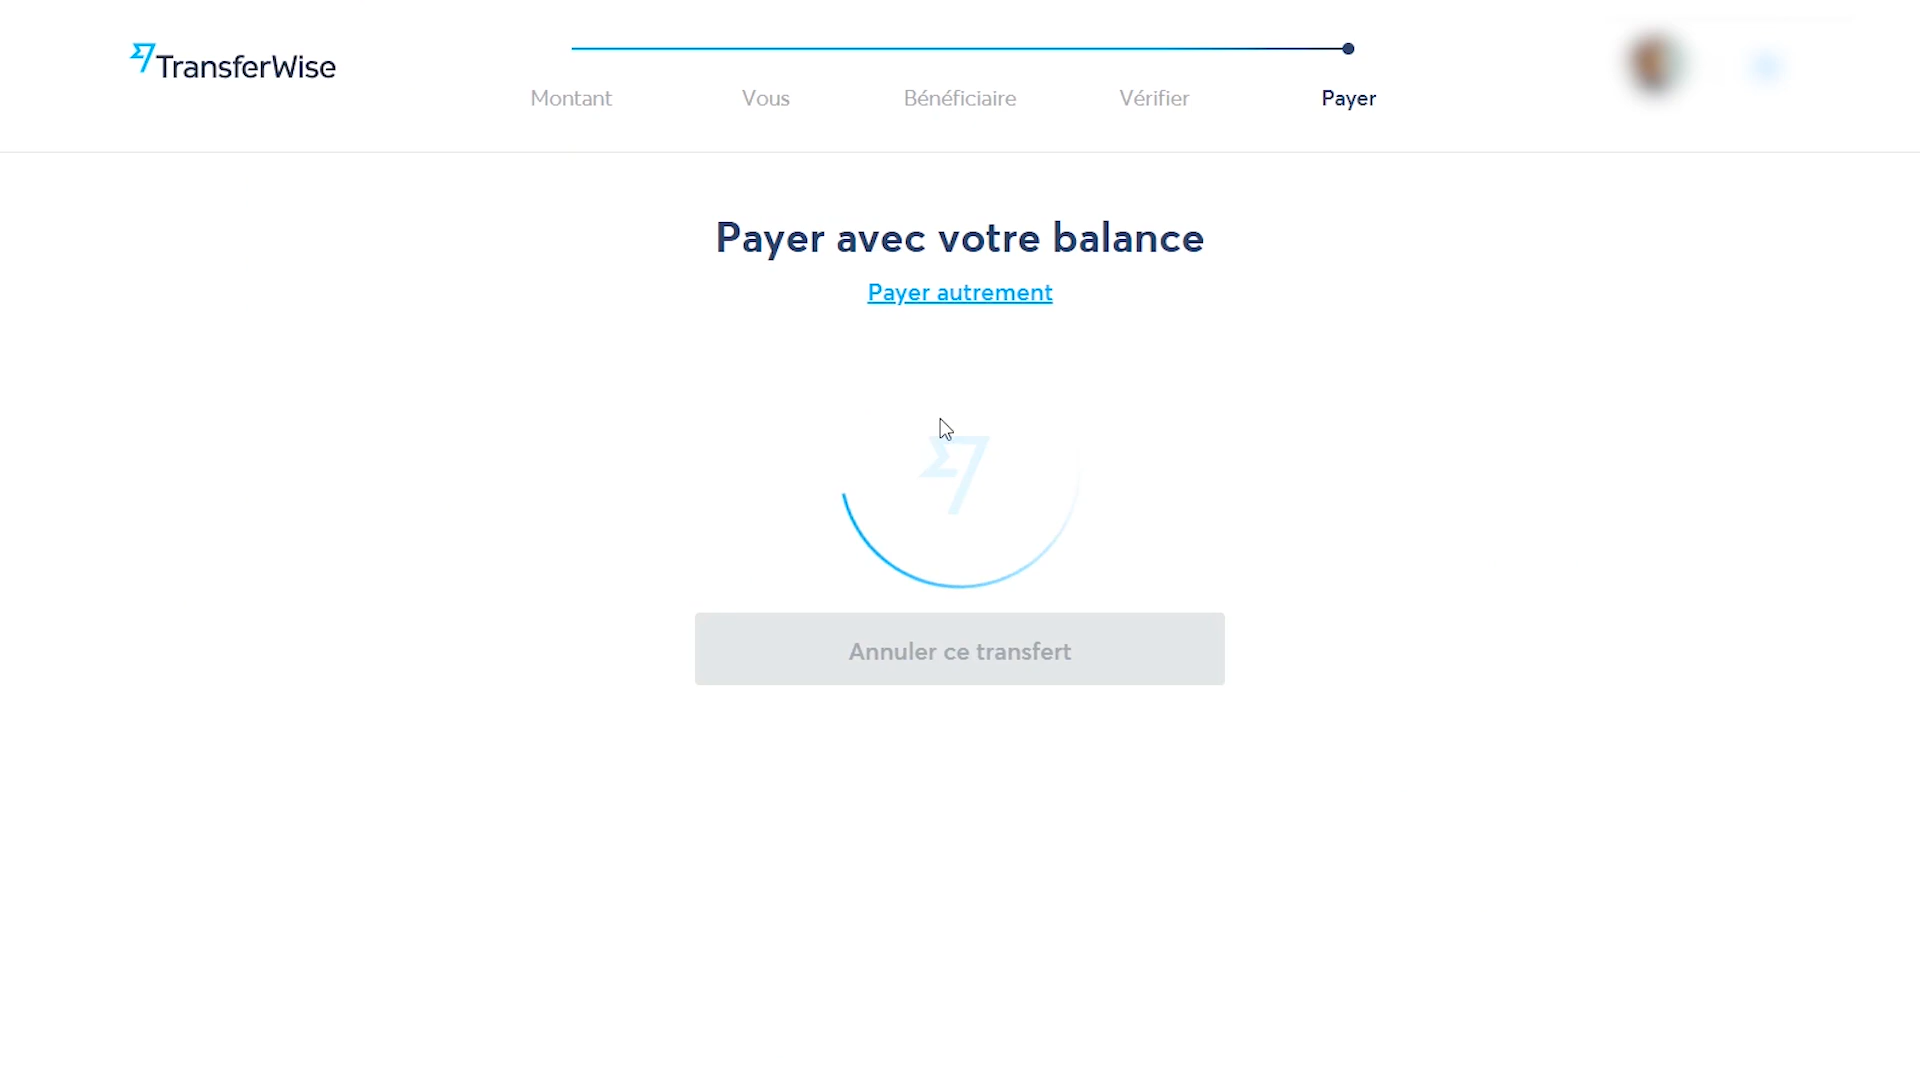 TransferWise
Montant
Vous
Bénéficiaire
Vérifier
Payer
Payer avec votre balance
Payer autrement
Annuler ce transfert